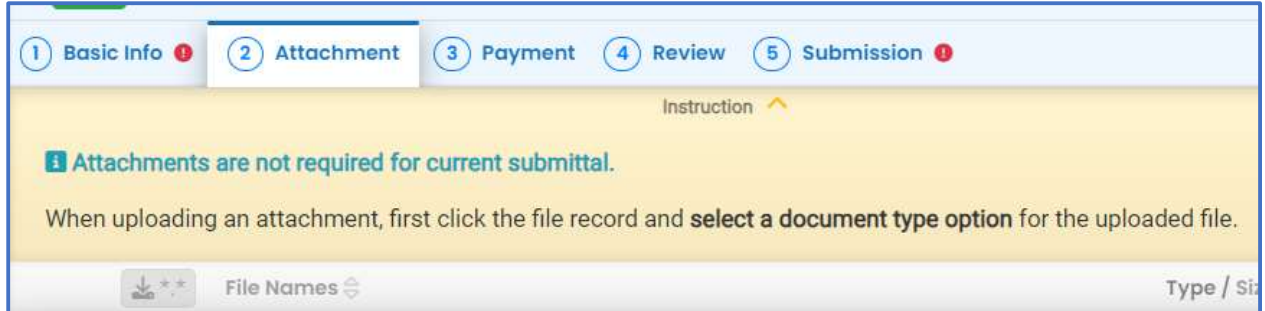 1 Basic Info ! 2 Attachment 3 Payment 4 Review 5 Submission !
Instruction
i Attachments are not required for current submittal.
When uploading an attachment, first click the file record and select a document type option for the uploaded file.
*.* File Names Type / Siz